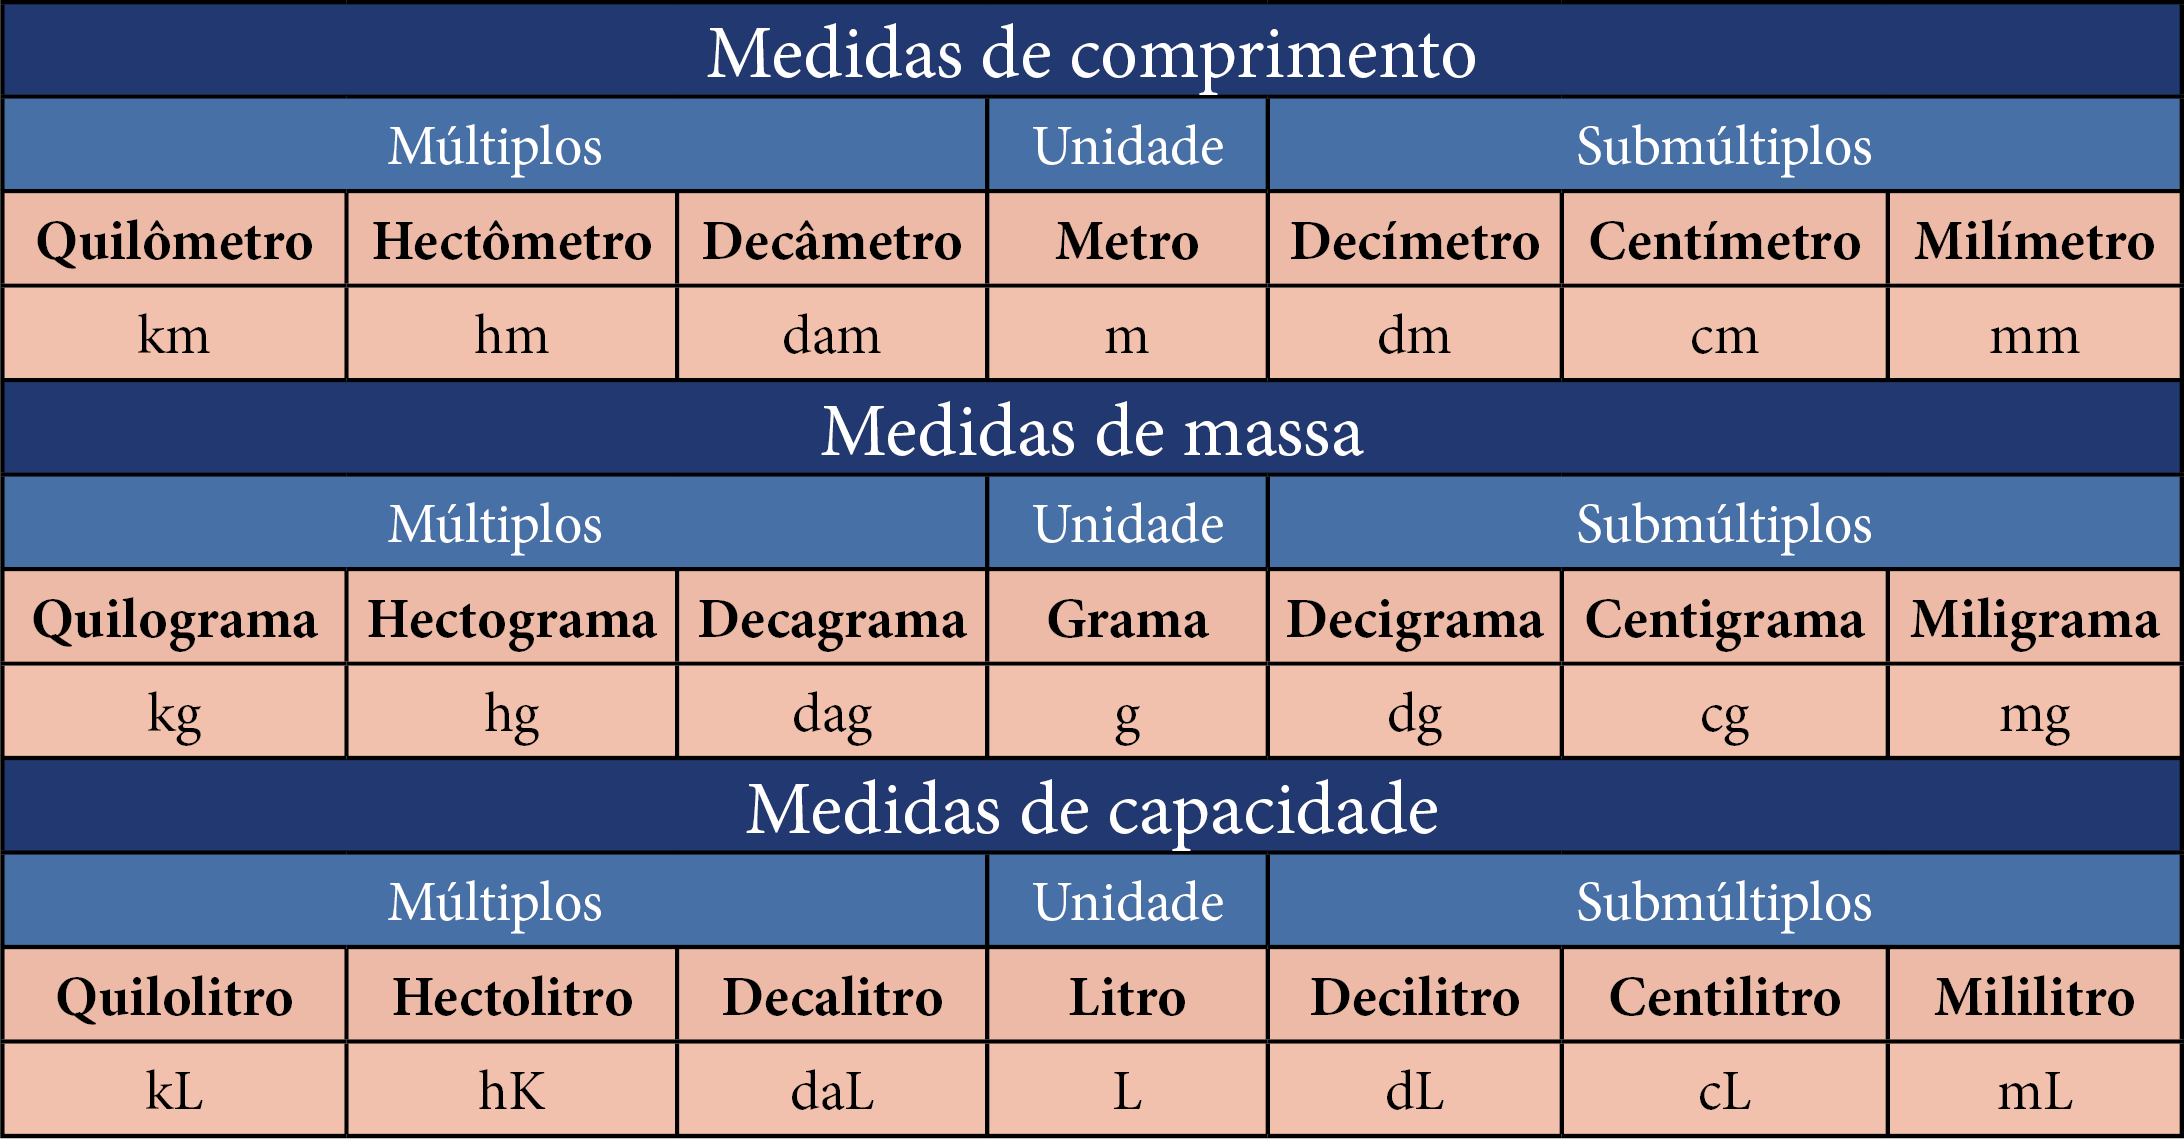 Medidas de comprimento
Múltiplos Unidade Submúltiplos
Quilômetro Hectômetro Decâmetro Metro Decímetro Centímetro Milímetro
km hm dam m dm cm mm
Medidas de massa
Múltiplos Unidade Submúltiplos
Quilograma Hectograma Decagrama Grama Decigrama Centigrama Miligrama
kg hg dag g dg cg mg
Medidas de capacidade
Múltiplos Unidade Submúltiplos
Quilolitro Hectolitro Decalitro Litro Decilitro Centilitro Mililitro
kL hK daL L dL cL mL